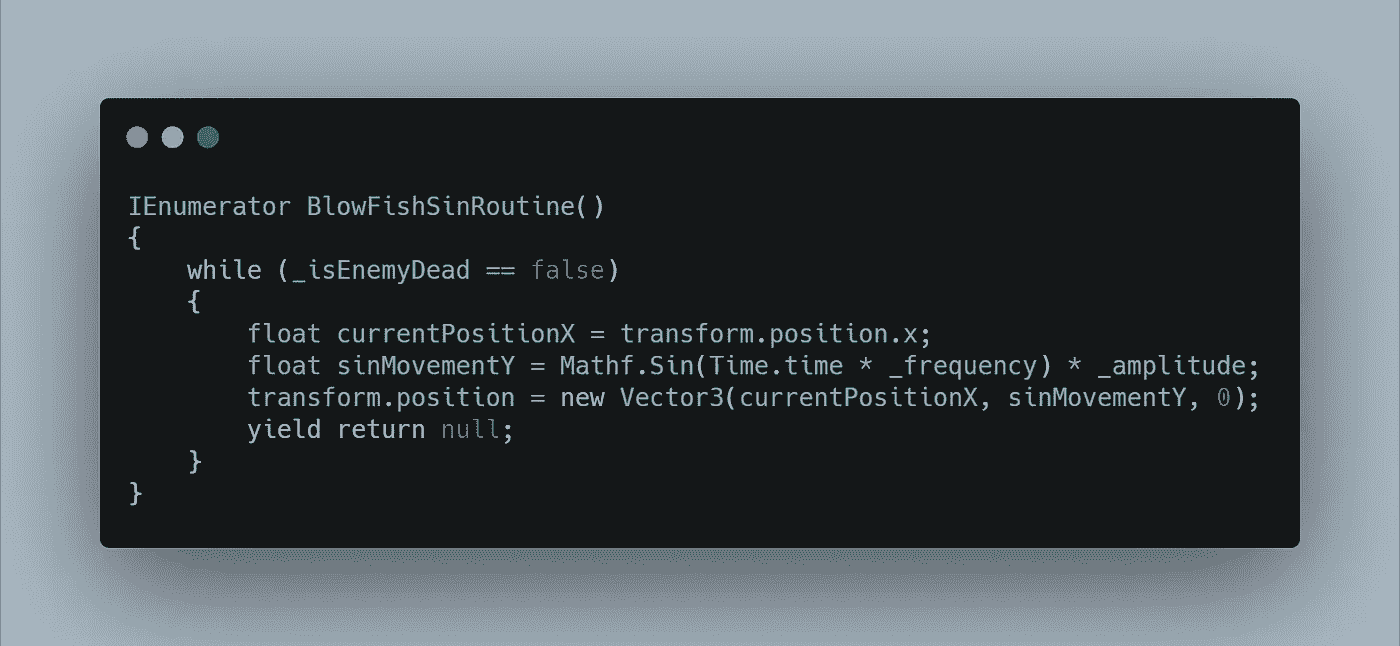 IEnumerator BlowFishSinRoutine()
{
    while (_isEnemyDead == false)
    {
        float currentPositionX = transform.position.x;
        float sinMovementY = Mathf.Sin(Time.time * _frequency) * _amplitude;
        transform.position = new Vector3(currentPositionX, sinMovementY, 0);
        yield return null;
    }
}